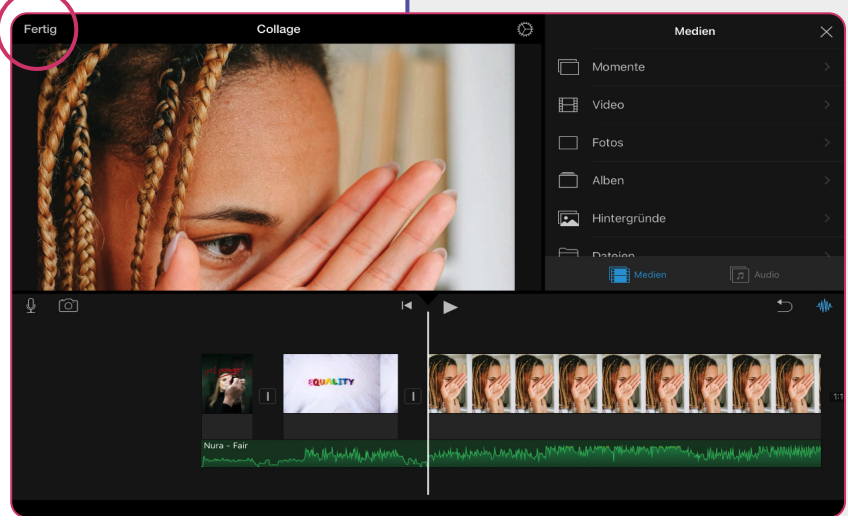 Fertig
Collage
Medien
Momente
Video
Fotos
Alben
Hintergründe
Dateien
Medien
Audio
EQUALITY
Nura - Fair